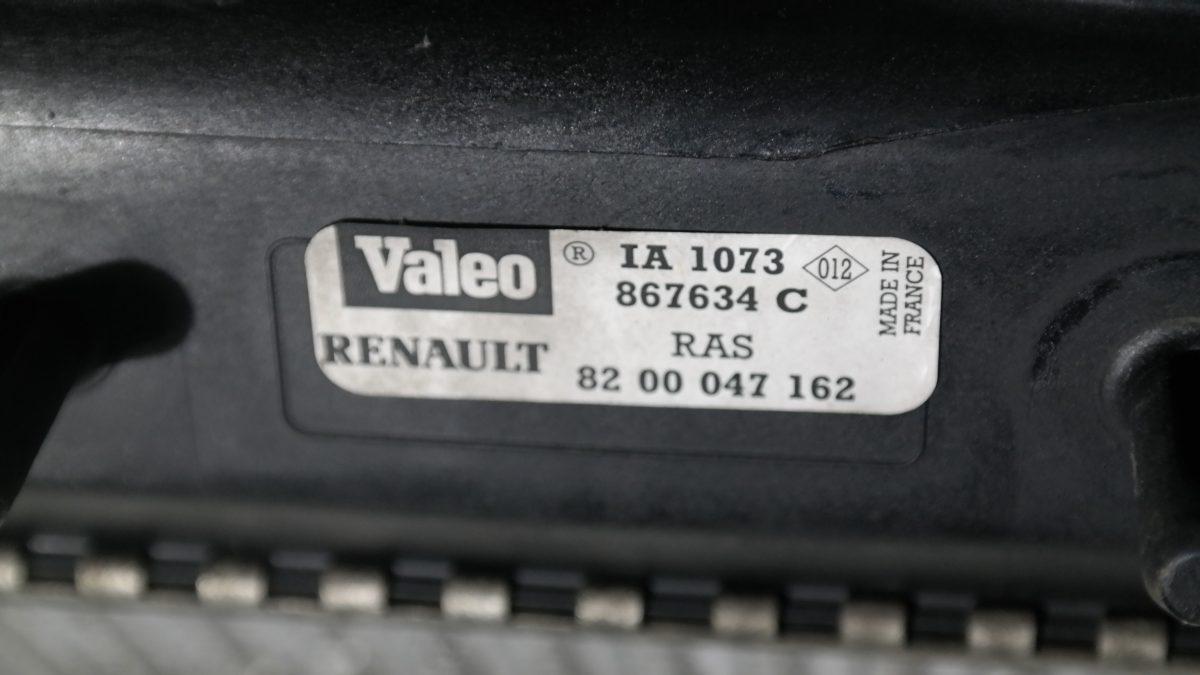 Valeo ® IA 1073 012
867634 C
RENAULT RAS
82 00 047 162
MADE IN
FRANCE